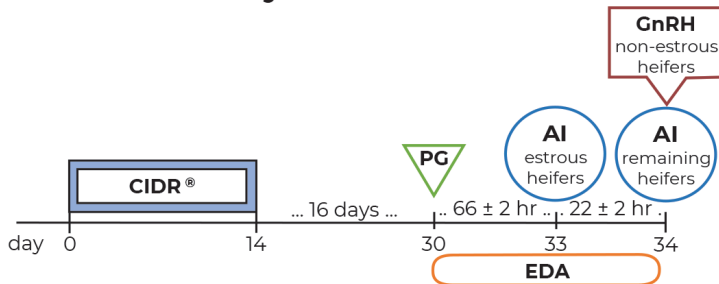 GnRH
non-estrous
heifers
AI
estrous
heifers
AI
remaining
heifers
PG
CIDR®
... 16 days ...
.. 66 ± 2 hr .. 22 ± 2 hr ..
day 0 14 30 33 34
EDA